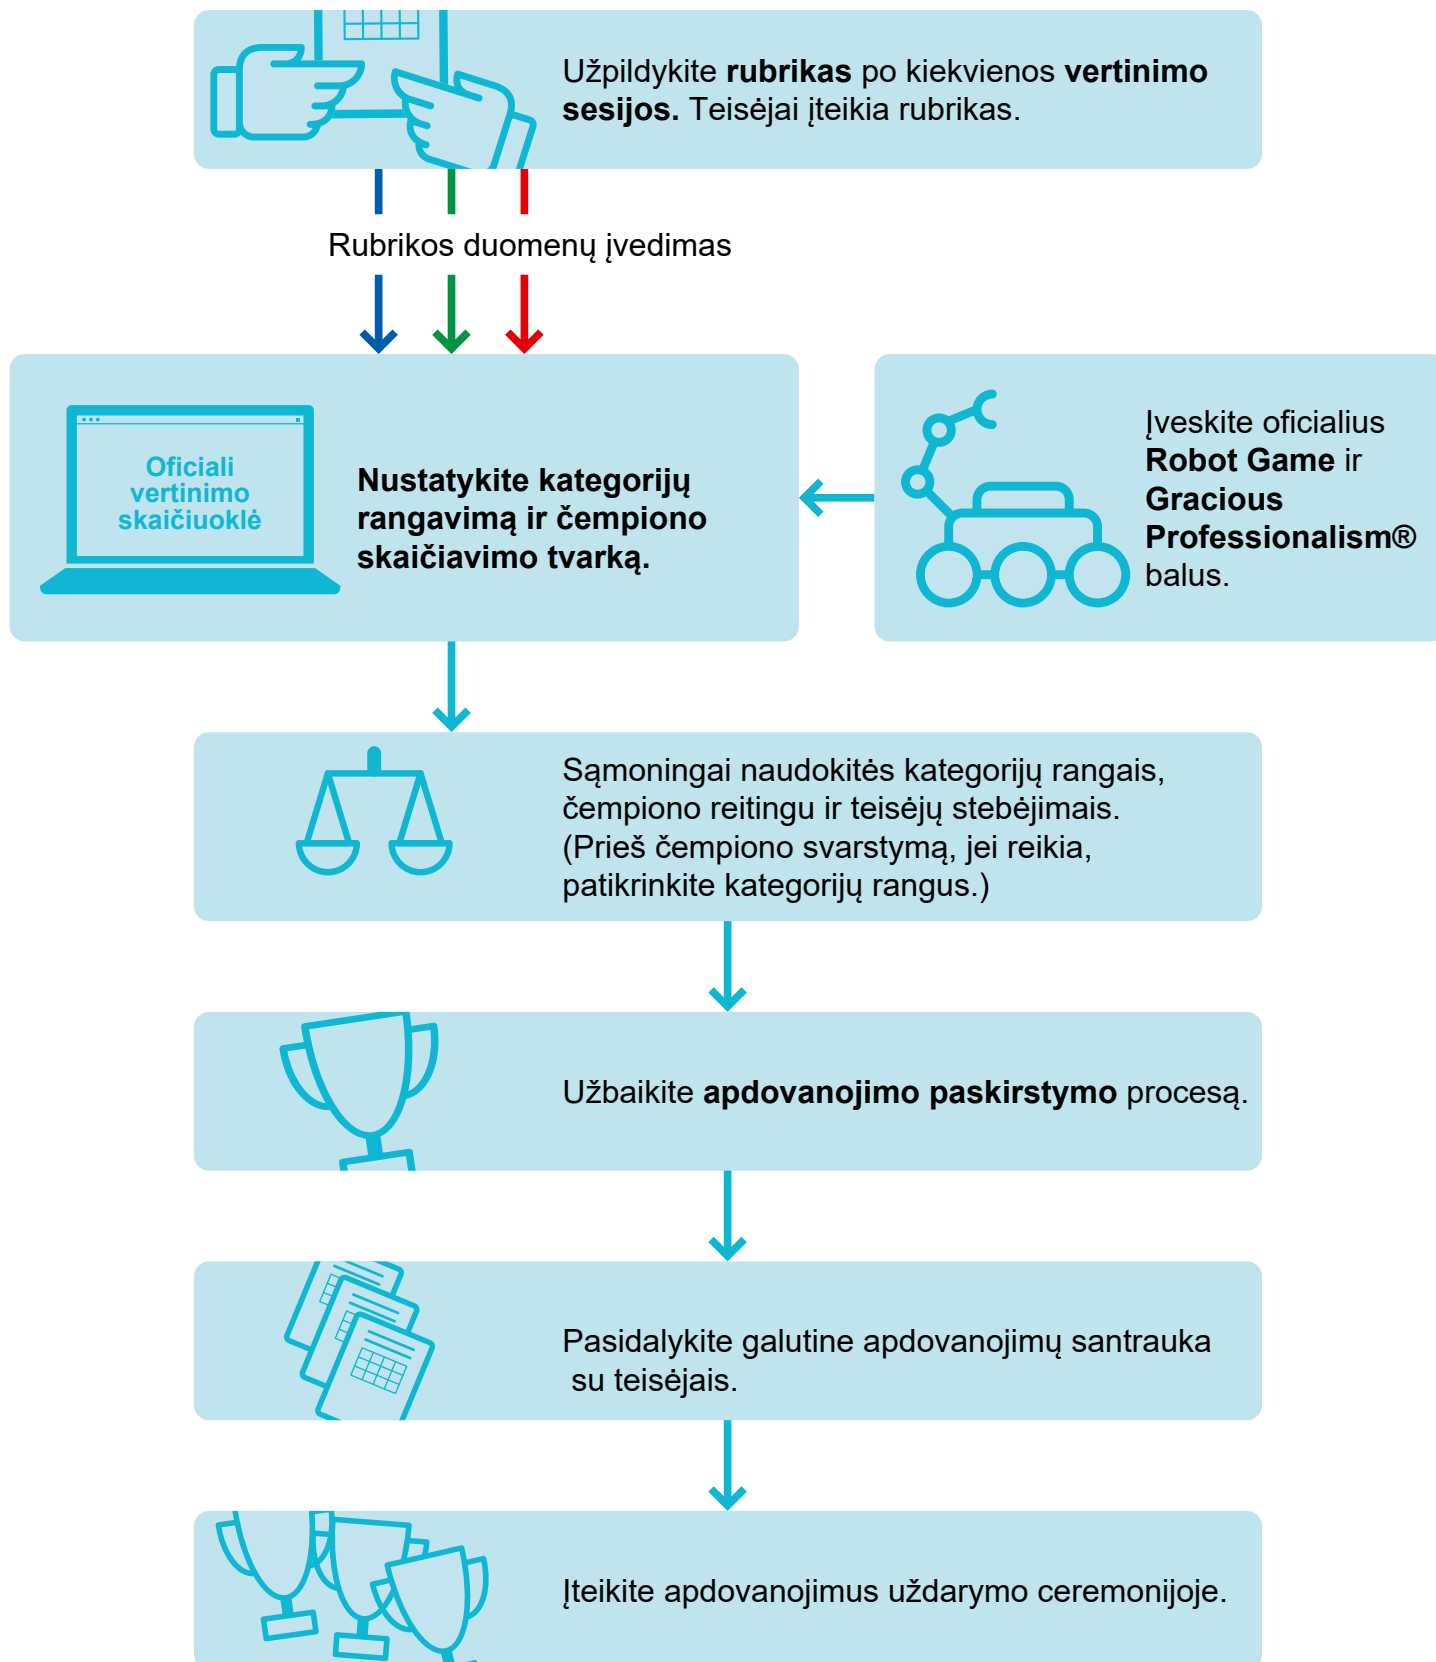 Užpildykite rubrikas po kiekvienos vertinimo
sesijos. Teisėjai įteikia rubrikas.
Rubrikos duomenų įvedimas
Oficiali
vertinimo
skaičiuoklė
Nustatykite kategorijų
rangavimą ir čempiono
skaičiavimo tvarką.
Įveskite oficialius
Robot Game ir
Gracious
Professionalism®
balus.
Sąmoningai naudokitės kategorijų rangais,
čempiono reitingu ir teisėjų stebėjimais.
(Prieš čempiono svarstymą, jei reikia,
patikrinkite kategorijų rangus.)
Užbaikite apdovanojimo paskirstymo procesą.
Pasidalykite galutine apdovanojimų santrauka
su teisėjais.
Įteikite apdovanojimus uždarymo ceremonijoje.